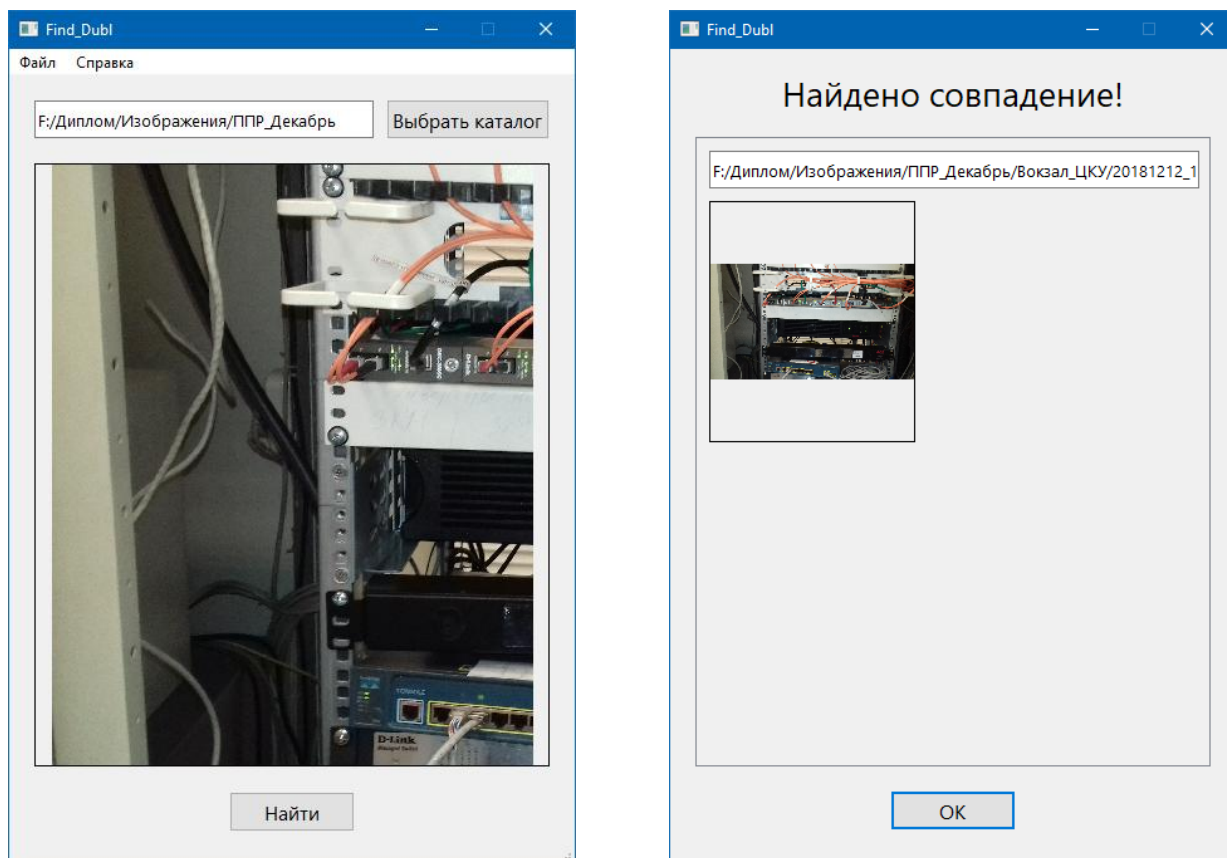 Find_Dubl
Файл Справка
F:/Диплом/Изображения/ППР_Декабрь
Выбрать каталог
D-Link
Найти
Find_Dubl
Найдено совпадение!
F:/Диплом/Изображения/ППР_Декабрь/Вокзал_ЦКУ/20181212_1
OK